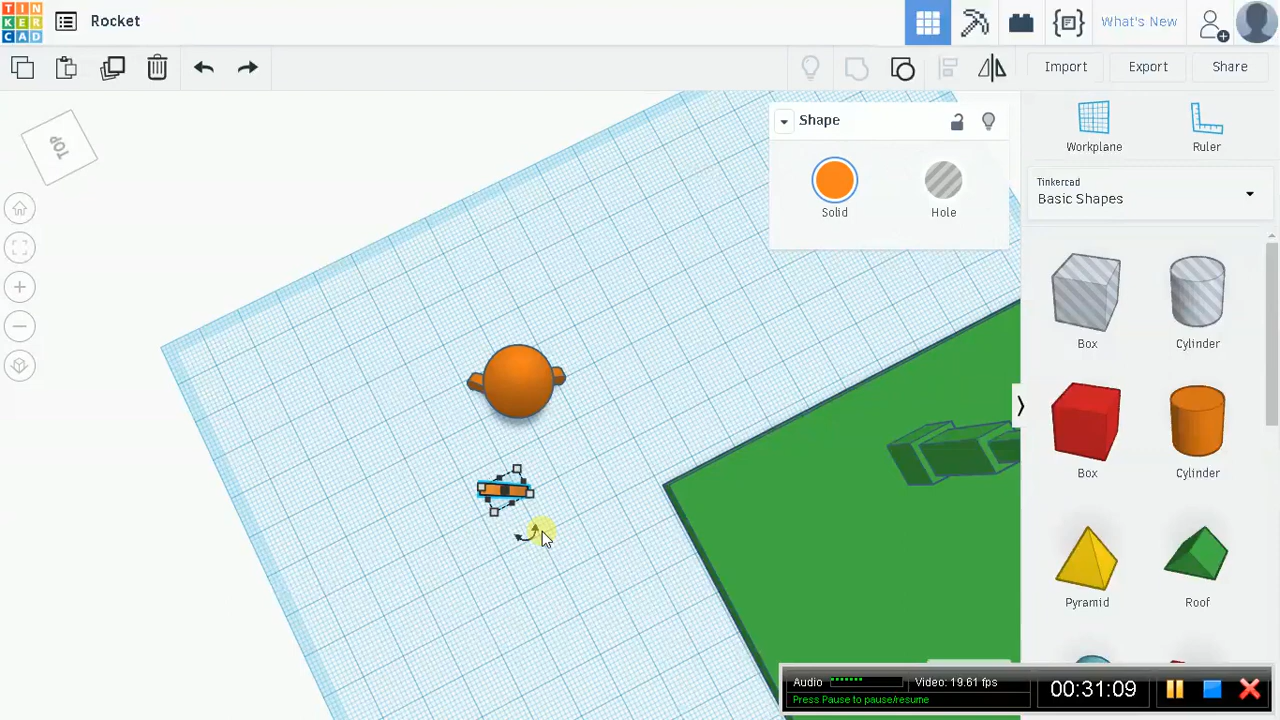 TIN
KER
CAD
Rocket
What's New
Import
Export
Share
TOP
Shape
Solid
Hole
Workplane
Ruler
Tinkercad
Basic Shapes
Box
Cylinder
Box
Cylinder
Pyramid
Roof
Audio
Video: 19.61 fps
Press Pause to pause/resume
00:31:09